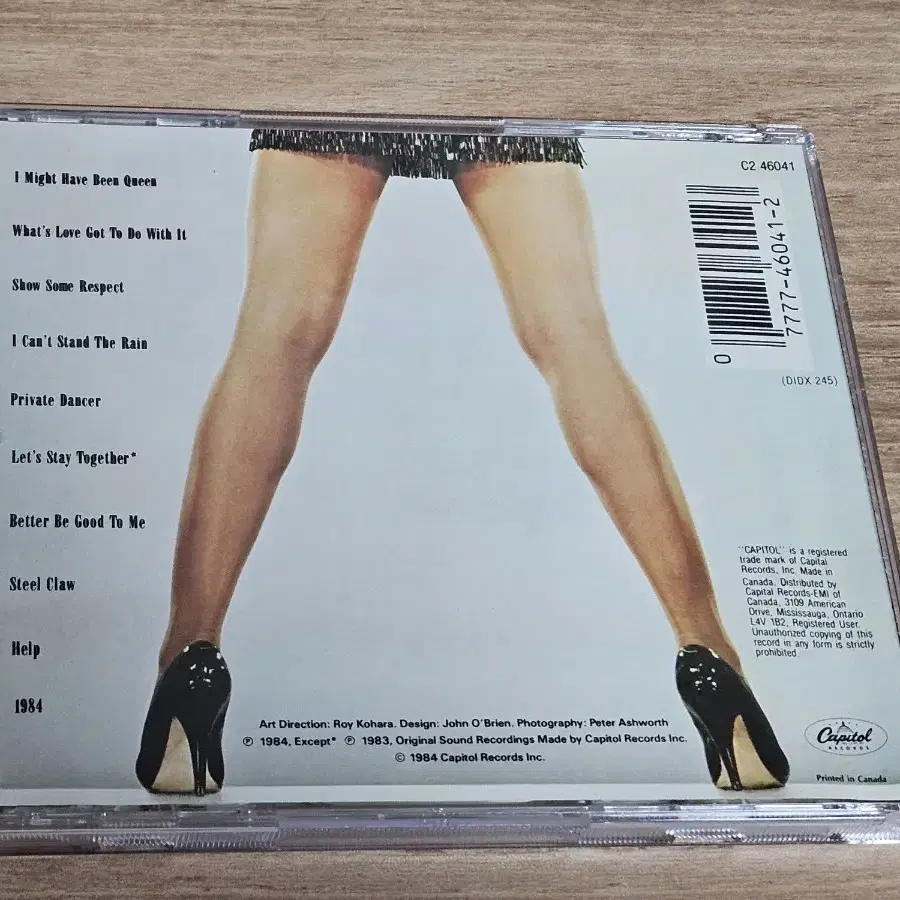 I Might Have Been Queen
What's Love Got To Do With It
Show Some Respect
I Can't Stand The Rain
Private Dancer
Let's Stay Together*
Better Be Good To Me
Steel Claw
Help
1984
C2 46041
0 7777-46041-2
(DIDX 245)
"CAPITOL" is a registered
trade mark of Capital
Records, Inc. Made in
Canada. Distributed by
Capital Records-EMI of
Canada, 3109 American
Drive, Mississauga, Ontario
L4V 1B2, Registered User.
Unauthorized copying of this
record in any form is strictly
prohibited.
Art Direction: Roy Kohara. Design: John O'Brien. Photography: Peter Ashworth
℗ 1984, Except* ℗ 1983, Original Sound Recordings Made by Capitol Records Inc.
© 1984 Capitol Records Inc.
Capitol
RECORDS
Printed in Canada